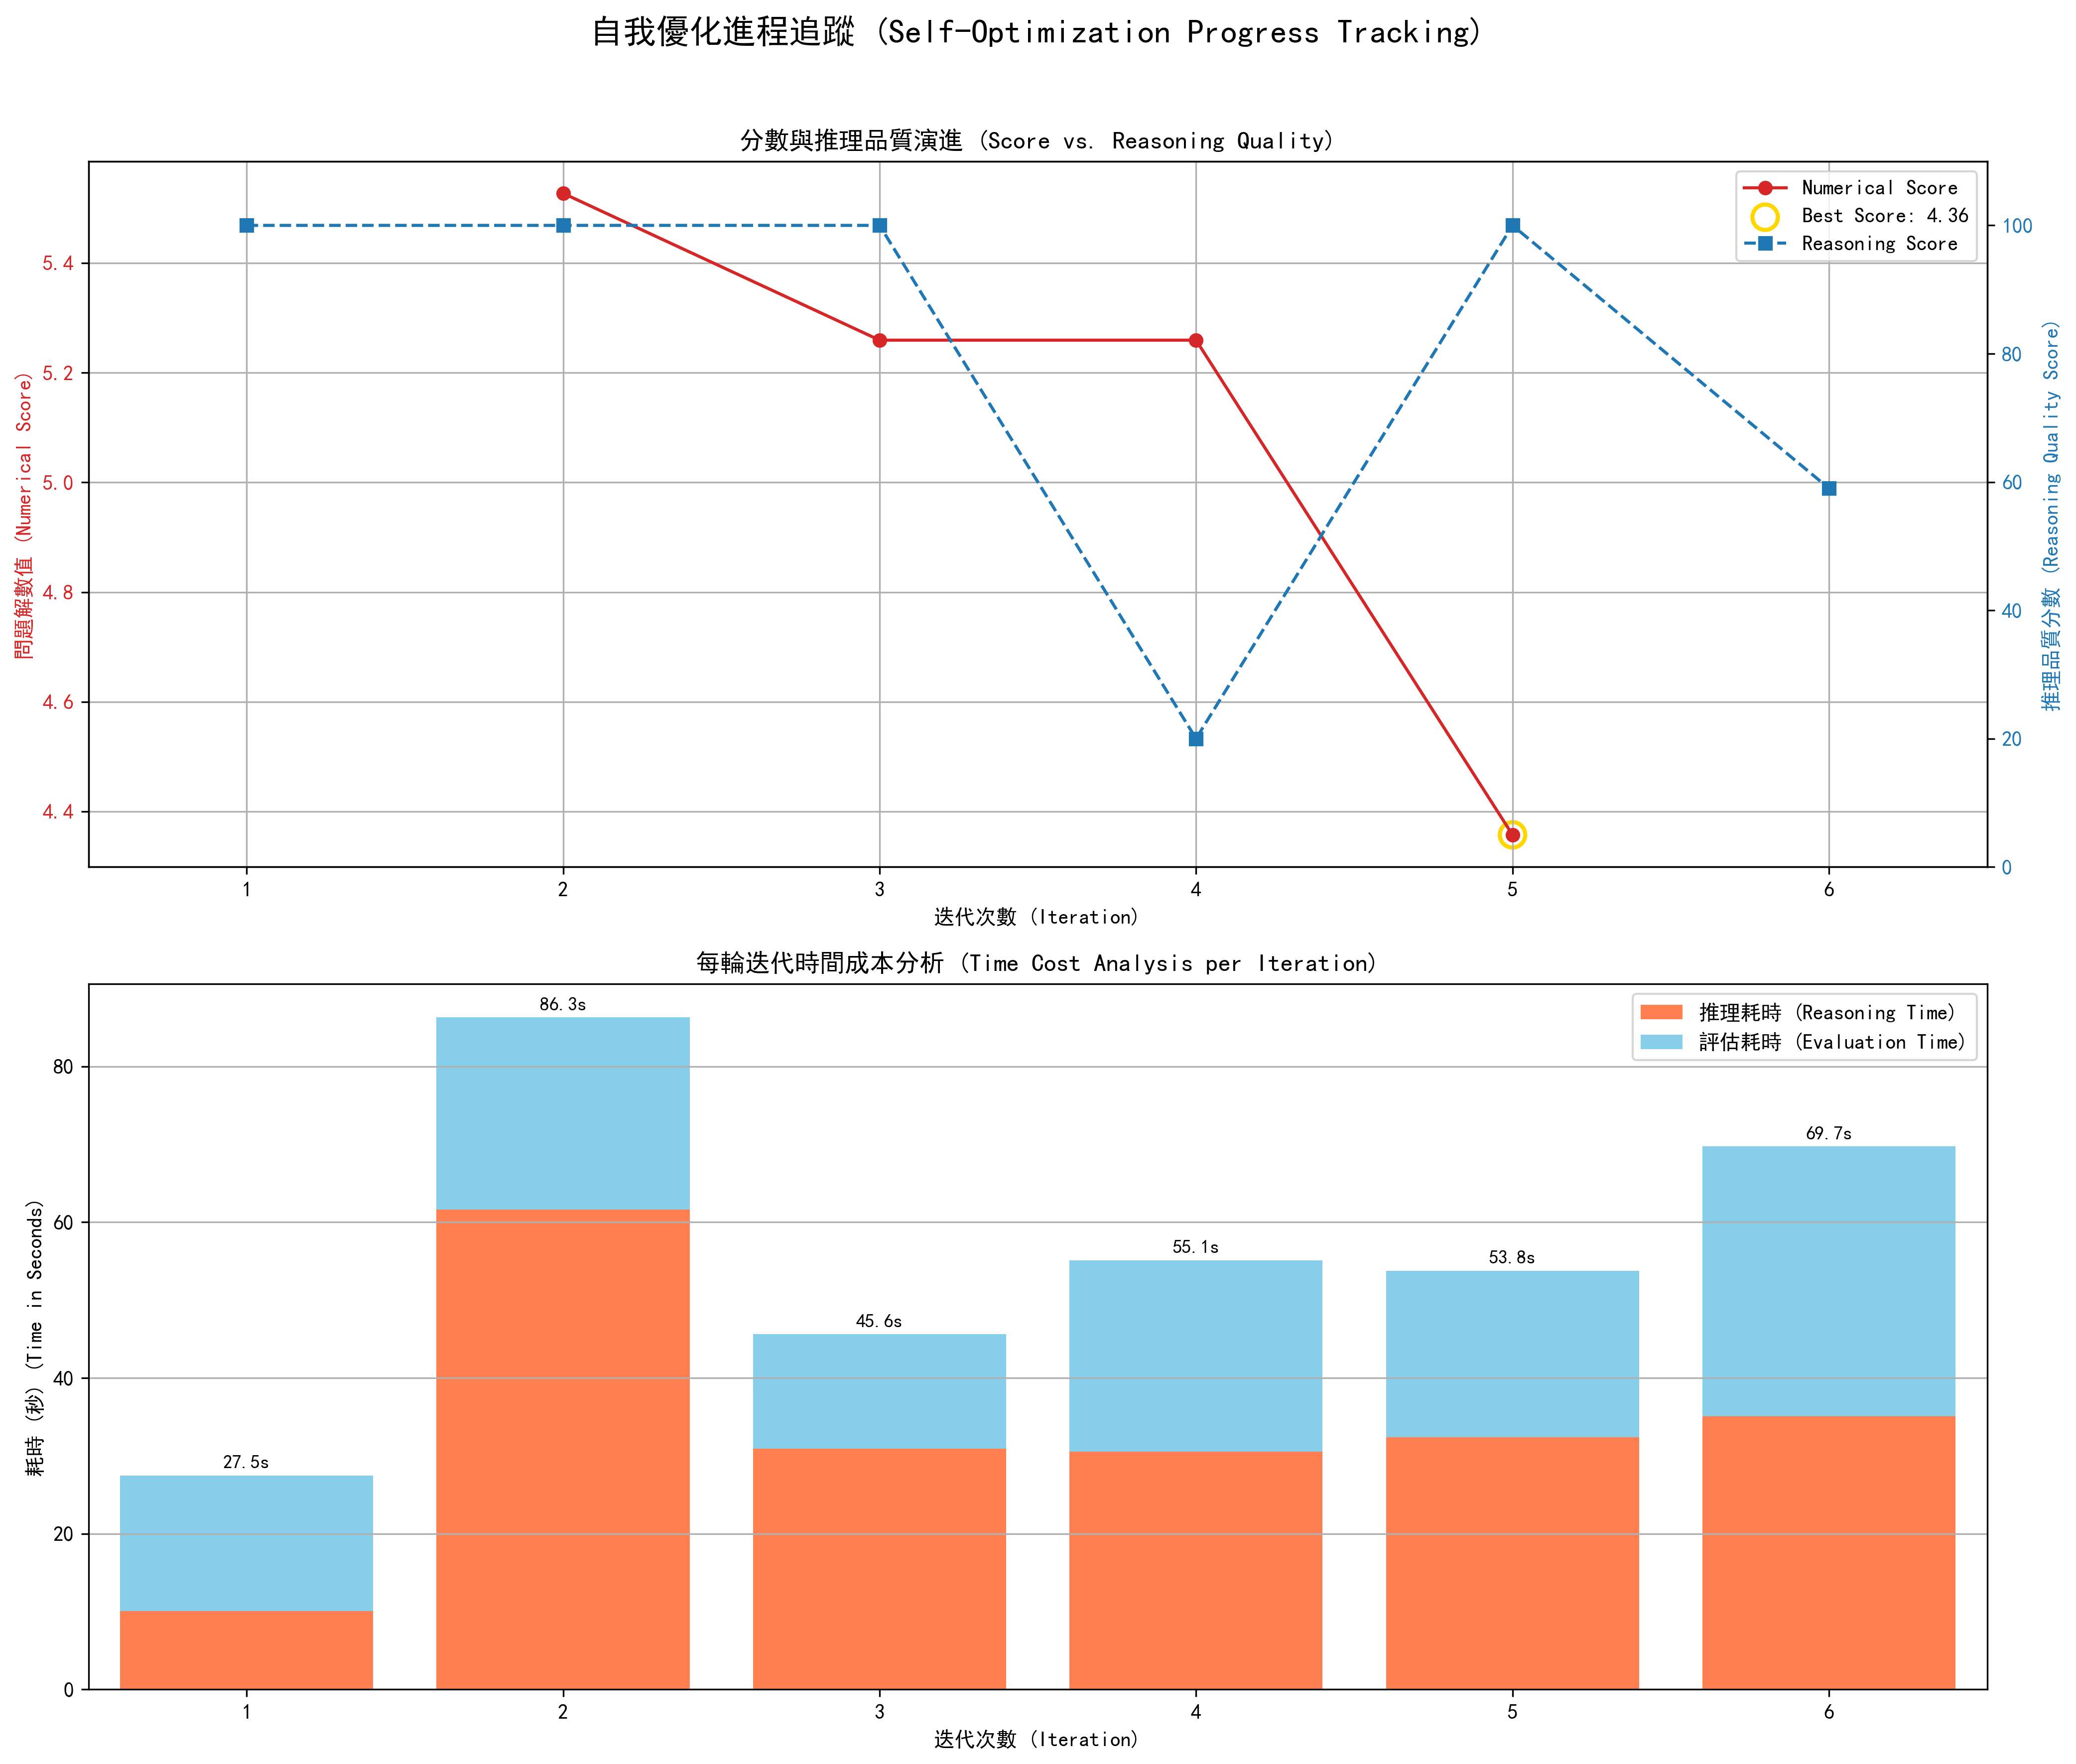 自我優化進程追蹤 (Self-Optimization Progress Tracking)
分數與推理品質演進 (Score vs. Reasoning Quality)
Numerical Score
Best Score: 4.36
Reasoning Score
問題解數值 (Numerical Score)
5.4
5.2
5.0
4.8
4.6
4.4
推理品質分數 (Reasoning Quality Score)
100
80
60
40
20
0
1 2 3 4 5 6
迭代次數 (Iteration)
每輪迭代時間成本分析 (Time Cost Analysis per Iteration)
推理耗時 (Reasoning Time)
評估耗時 (Evaluation Time)
耗時 (秒) (Time in Seconds)
80
60
40
20
0
27.5s
86.3s
45.6s
55.1s
53.8s
69.7s
1 2 3 4 5 6
迭代次數 (Iteration)